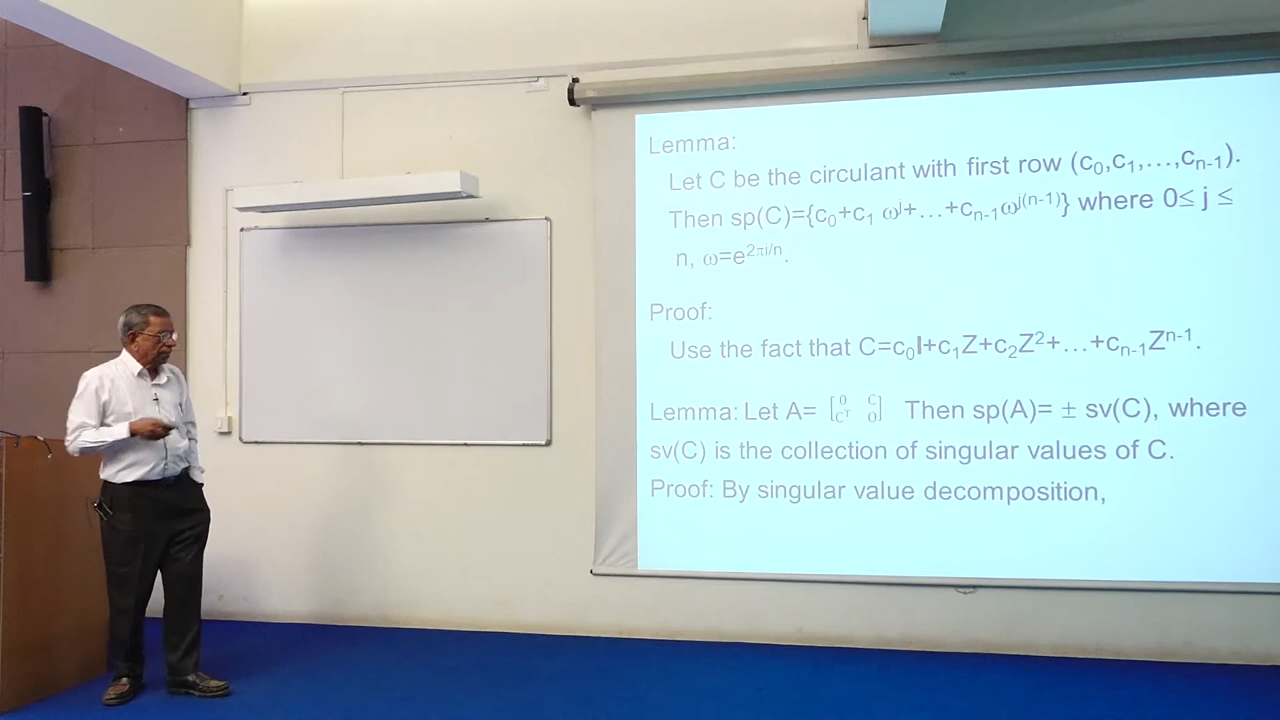 Lemma:
Let C be the circulant with first row (c₀,c₁,…,cₙ₋₁).
Then sp(C)={c₀+c₁ ωʲ+…+cₙ₋₁ω^{j(n-1)}} where 0≤ j ≤
n, ω=e^{2πi/n}.
Proof:
Use the fact that C=c₀I+c₁Z+c₂Z²+…+cₙ₋₁Zⁿ⁻¹.
Lemma: Let A= [0 C; Cᵀ 0] Then sp(A)= ± sv(C), where
sv(C) is the collection of singular values of C.
Proof: By singular value decomposition,